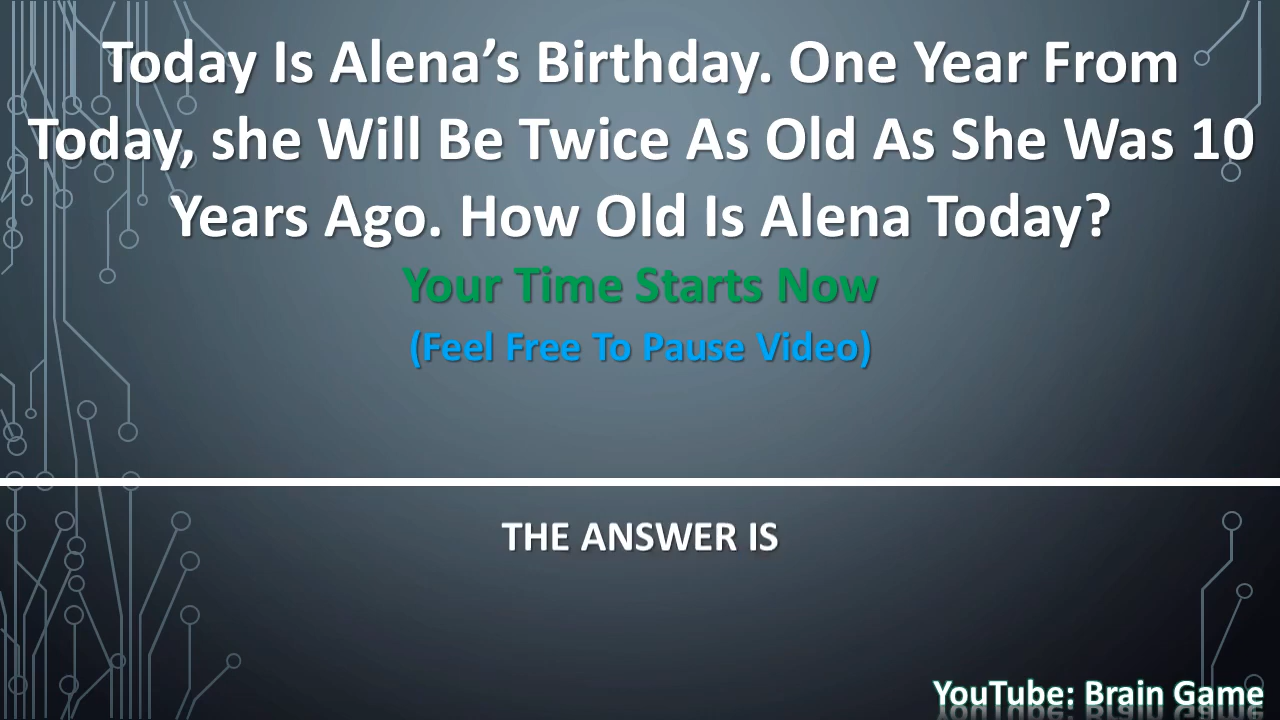 Today Is Alena’s Birthday. One Year From
Today, she Will Be Twice As Old As She Was 10
Years Ago. How Old Is Alena Today?
Your Time Starts Now
(Feel Free To Pause Video)
THE ANSWER IS
YouTube: Brain Game